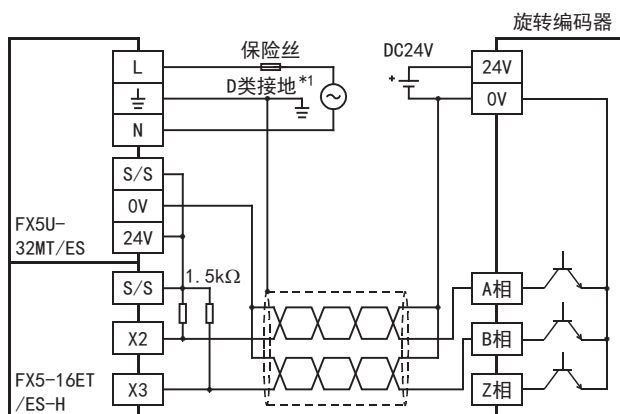 旋转编码器
保险丝
DC24V
L
24V
D类接地*1
+
0V
N
S/S
0V
24V
FX5U-
32MT/ES
S/S
1.5kΩ
A相
X2
B相
FX5-16ET
/ES-H
X3
Z相